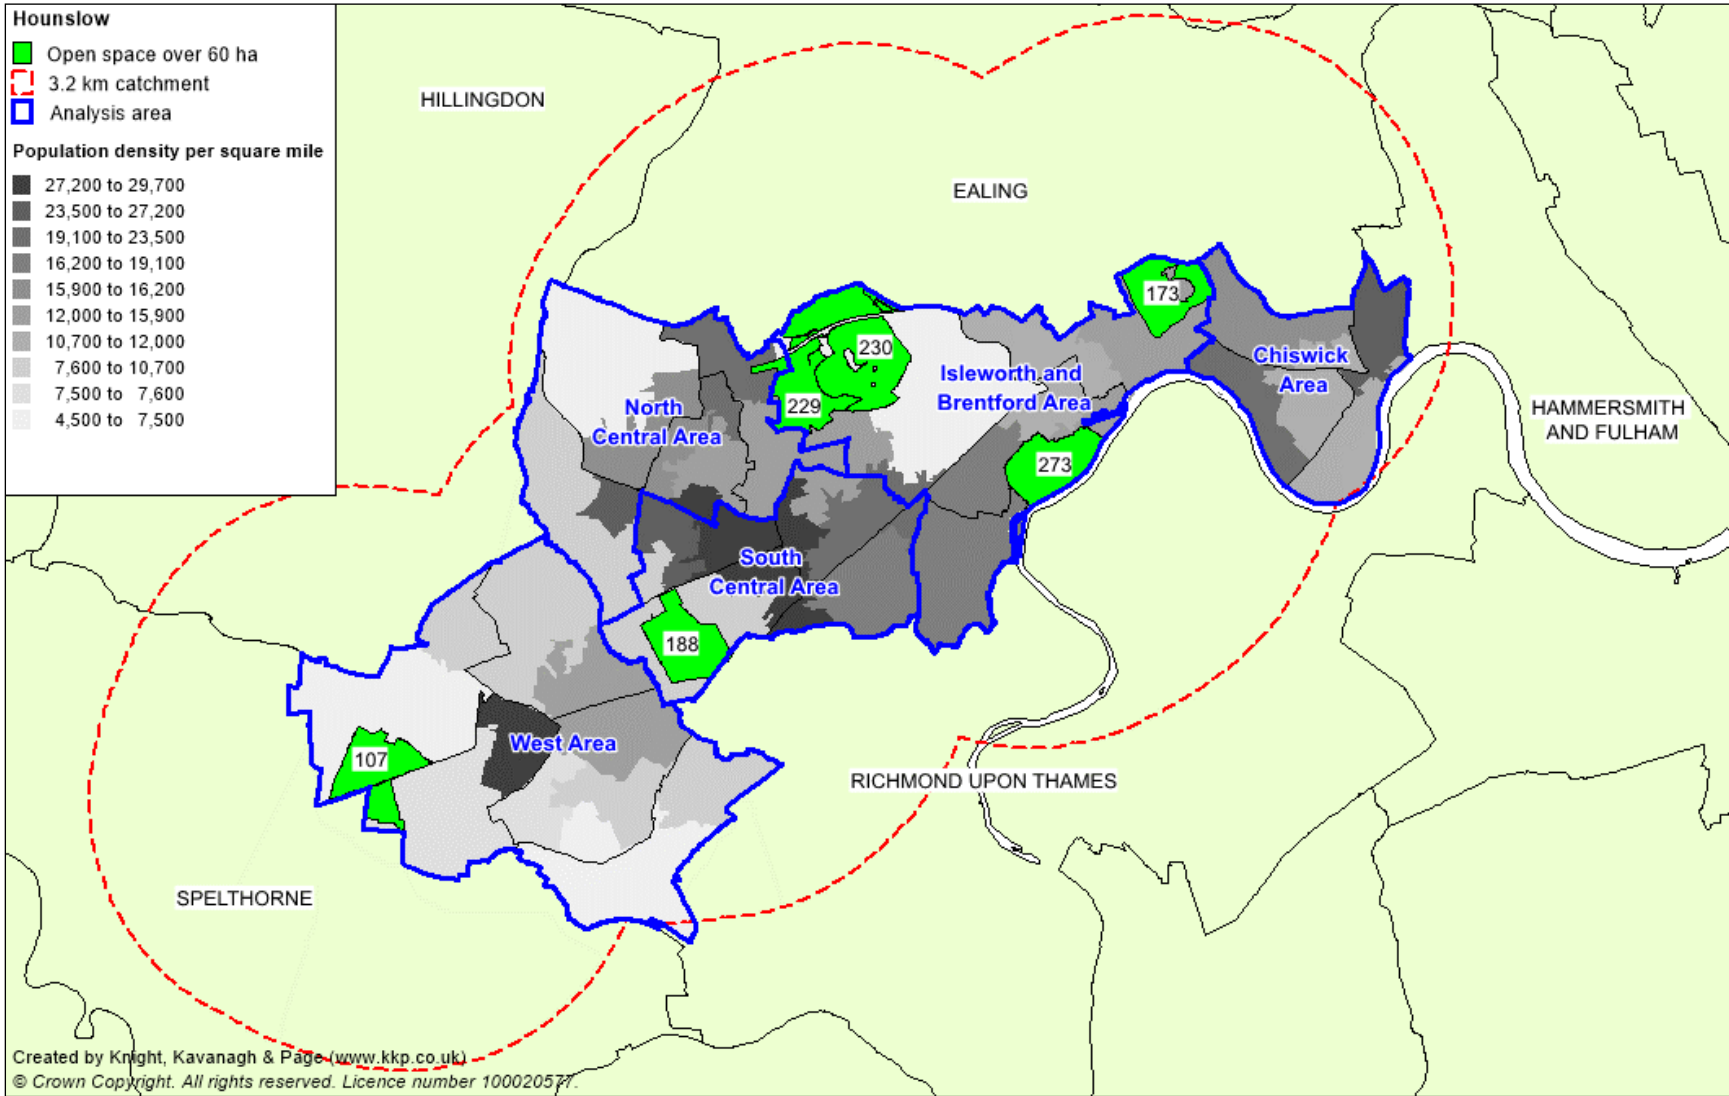 Hounslow
Open space over 60 ha
3.2 km catchment
Analysis area
Population density per square mile
27,200 to 29,700
23,500 to 27,200
19,100 to 23,500
16,200 to 19,100
15,900 to 16,200
12,000 to 15,900
10,700 to 12,000
7,600 to 10,700
7,500 to 7,600
4,500 to 7,500
HILLINGDON
EALING
173
230
Chiswick
Area
Isleworth and
Brentford Area
229
North
Central Area
HAMMERSMITH
AND FULHAM
273
South
Central Area
188
West Area
107
RICHMOND UPON THAMES
SPELTHORNE
Created by Knight, Kavanagh & Page (www.kkp.co.uk)
© Crown Copyright. All rights reserved. Licence number 100020577.